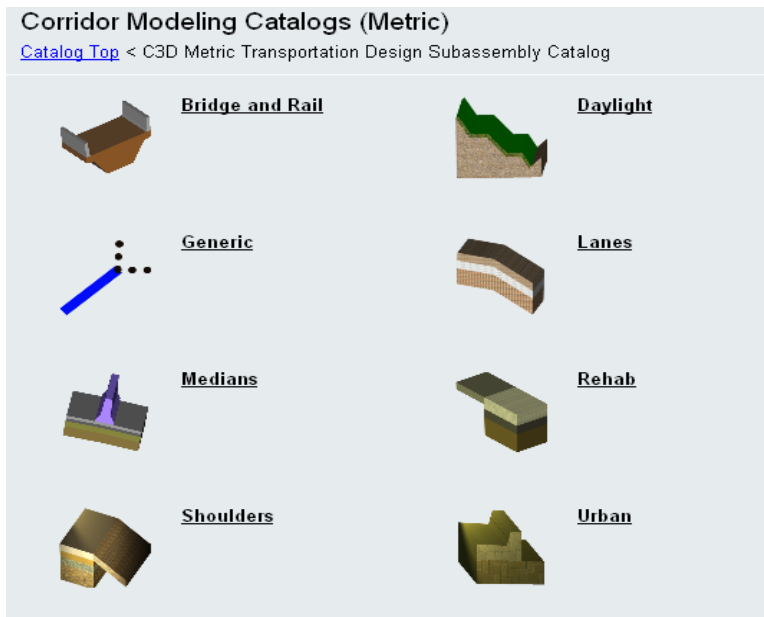 Corridor Modeling Catalogs (Metric)
Catalog Top < C3D Metric Transportation Design Subassembly Catalog
Bridge and Rail
Daylight
Generic
Lanes
Medians
Rehab
Shoulders
Urban